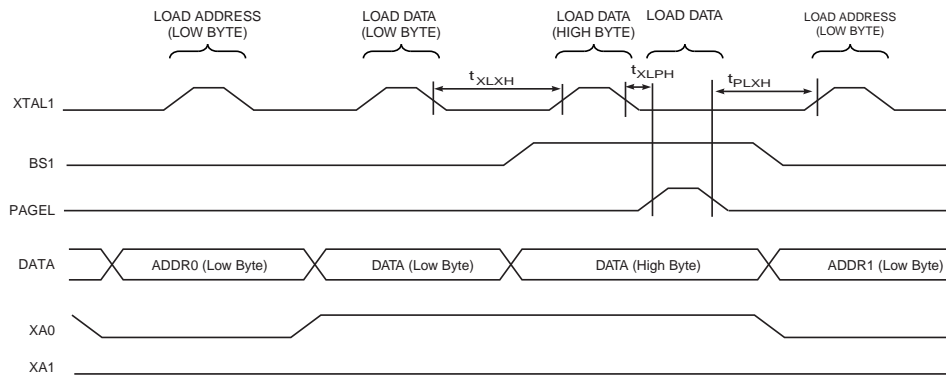 LOAD ADDRESS
(LOW BYTE)
LOAD DATA
(LOW BYTE)
LOAD DATA
(HIGH BYTE)
LOAD DATA
LOAD ADDRESS
(LOW BYTE)
tXLXH
tXLPH
tPLXH
XTAL1
BS1
PAGEL
DATA
ADDR0 (Low Byte)
DATA (Low Byte)
DATA (High Byte)
ADDR1 (Low Byte)
XA0
XA1